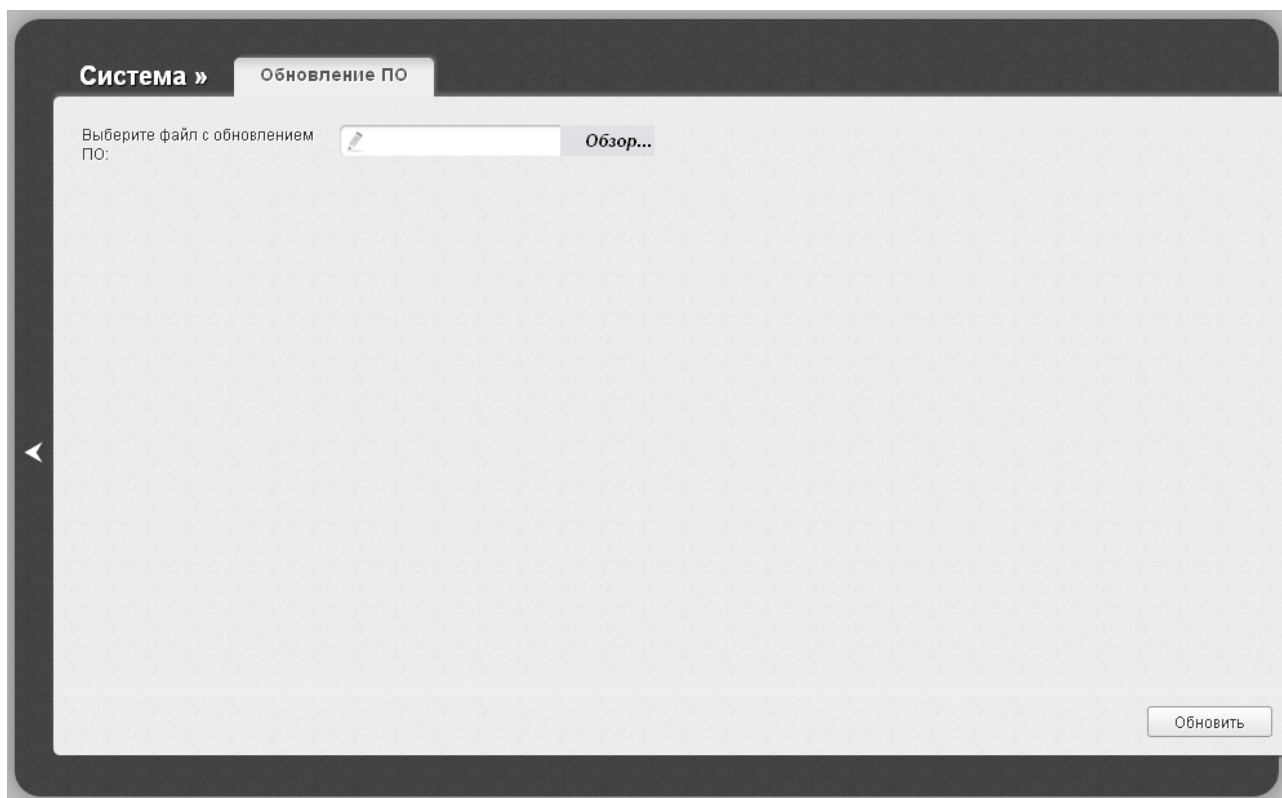 Система »
Обновление ПО
Выберите файл с обновлением
ПО:
Обзор...
Обновить